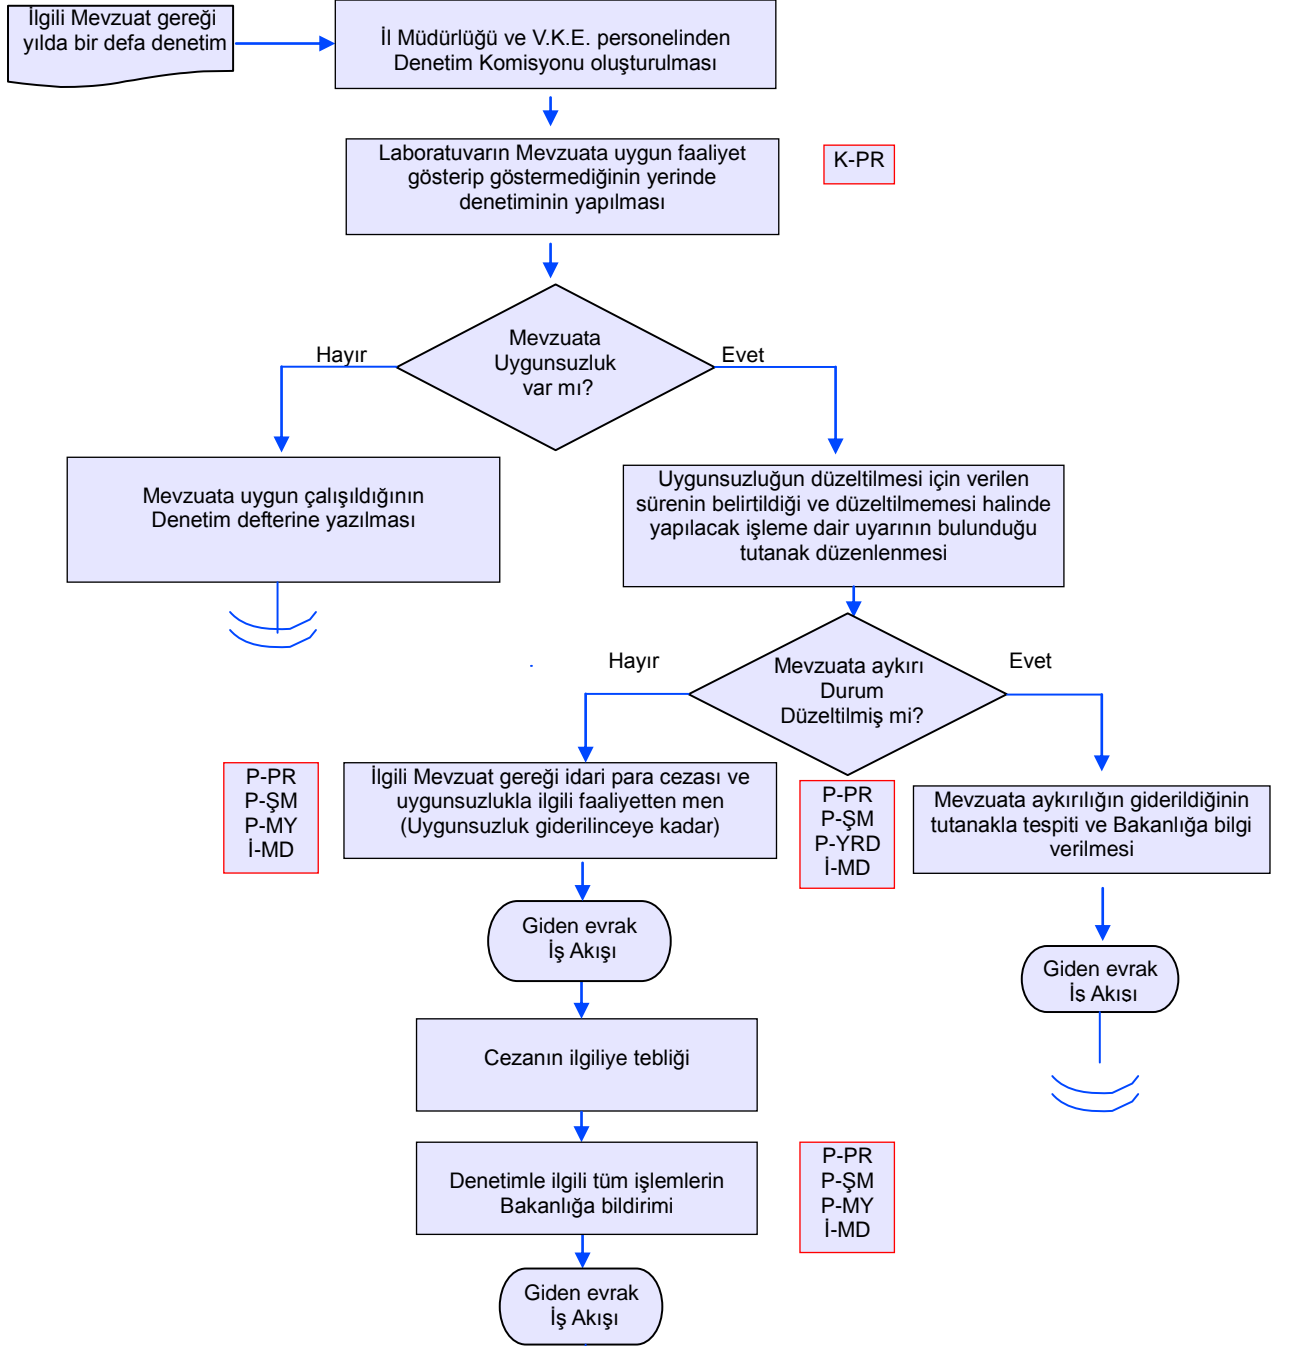 İlgili Mevzuat gereği
yılda bir defa denetim
İl Müdürlüğü ve V.K.E. personelinden
Denetim Komisyonu oluşturulması
Laboratuvarın Mevzuata uygun faaliyet
gösterip göstermediğinin yerinde
denetiminin yapılması
K-PR
Mevzuata
Uygunsuzluk
var mı?
Hayır
Evet
Mevzuata uygun çalışıldığının
Denetim defterine yazılması
Uygunsuzluğun düzeltilmesi için verilen
sürenin belirtildiği ve düzeltilmemesi halinde
yapılacak işleme dair uyarının bulunduğu
tutanak düzenlenmesi
Hayır
Mevzuata aykırı
Durum
Düzeltilmiş mi?
Evet
P-PR
P-ŞM
P-MY
İ-MD
İlgili Mevzuat gereği idari para cezası ve
uygunsuzlukla ilgili faaliyetten men
(Uygunsuzluk giderilinceye kadar)
P-PR
P-ŞM
P-YRD
İ-MD
Mevzuata aykırılığın giderildiğinin
tutanakla tespiti ve Bakanlığa bilgi
verilmesi
Giden evrak
İş Akışı
Giden evrak
İs Akısı
Cezanın ilgiliye tebliği
Denetimle ilgili tüm işlemlerin
Bakanlığa bildirimi
P-PR
P-ŞM
P-MY
İ-MD
Giden evrak
İş Akışı